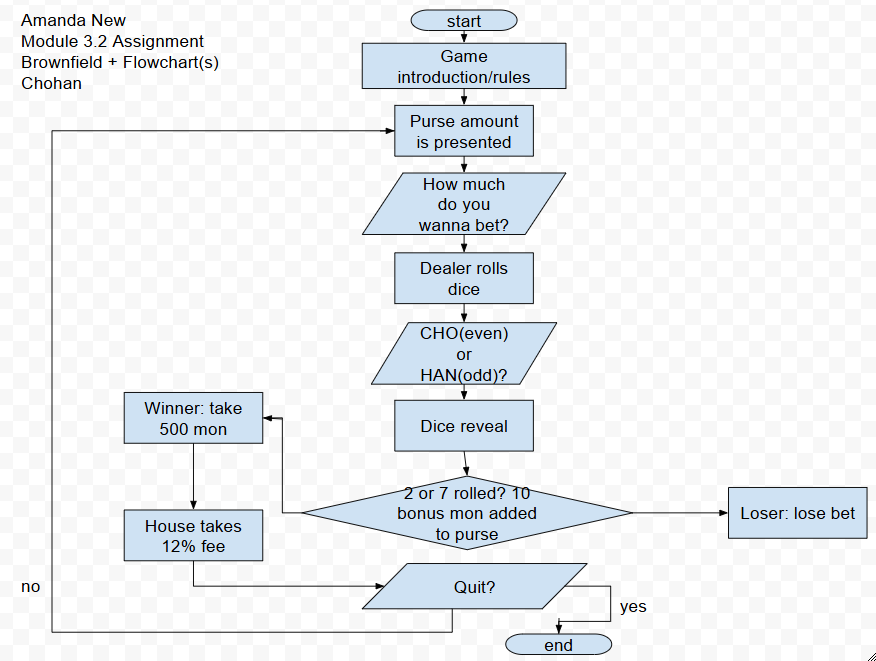 Amanda New
Module 3.2 Assignment
Brownfield + Flowchart(s)
Chohan
start
Game
introduction/rules
Purse amount
is presented
How much
do you
wanna bet?
Dealer rolls
dice
CHO(even)
or
HAN(odd)?
Dice reveal
Winner: take
500 mon
2 or 7 rolled? 10
bonus mon added
to purse
Loser: lose bet
House takes
12% fee
Quit?
no
yes
end